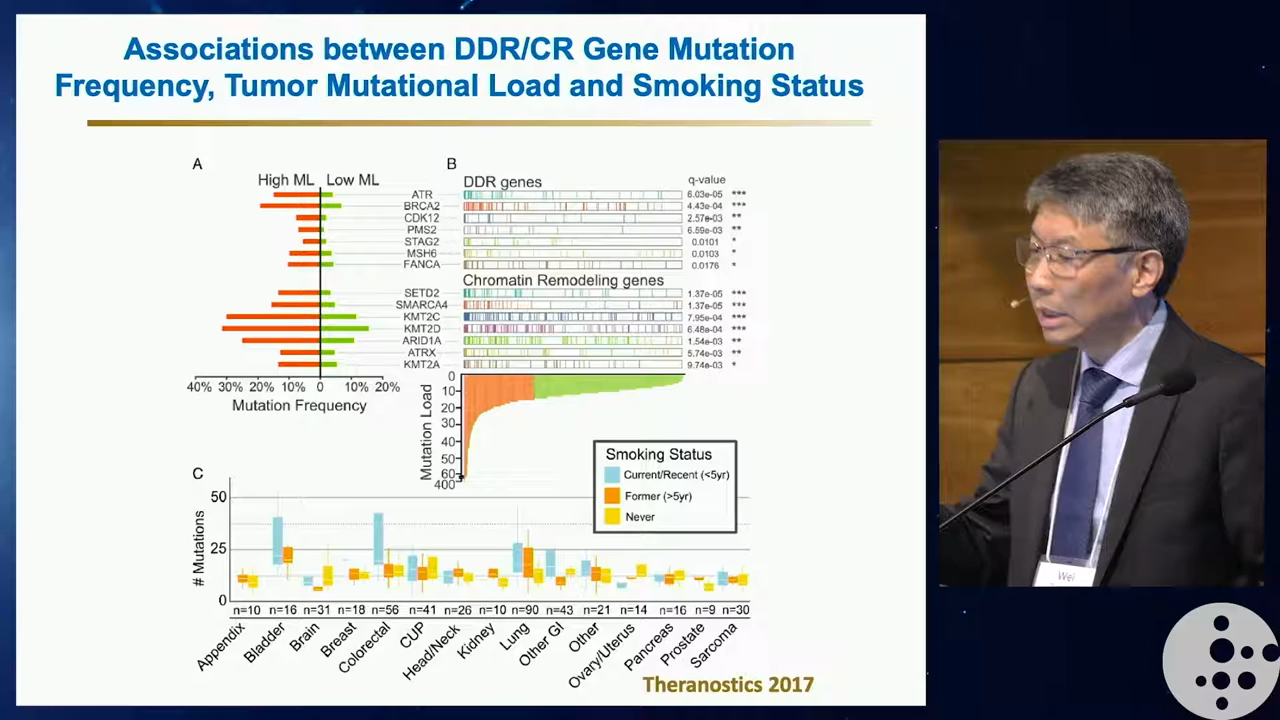 Associations between DDR/CR Gene Mutation
Frequency, Tumor Mutational Load and Smoking Status
A
High ML
Low ML
ATR
BRCA2
CDK12
PMS2
STAG2
MSH6
FANCA
SETD2
SMARCA4
KMT2C
KMT2D
ARID1A
ATRX
KMT2A
40% 30% 20% 10% 0 10% 20%
Mutation Frequency
B
DDR genes
q-value
6.03e-05 ***
4.43e-04 ***
2.57e-03 **
6.59e-03 **
0.0101 *
0.0103 *
0.0176 *
Chromatin Remodeling genes
1.37e-05 ***
1.37e-05 ***
7.95e-04 ***
6.48e-04 ***
1.54e-03 **
5.74e-03 **
9.74e-03 *
Mutation Load
0
10
20
30
40
50
60
400
C
Smoking Status
Current/Recent (<5yr)
Former (>5yr)
Never
# Mutations
50
25
0
n=10 n=16 n=31 n=18 n=56 n=41 n=26 n=10 n=90 n=43 n=21 n=14 n=16 n=9 n=30
Appendix
Bladder
Brain
Breast
Colorectal
CUP
Head/Neck
Kidney
Lung
Other GI
Other
Ovary/Uterus
Pancreas
Prostate
Sarcoma
Theranostics 2017
Wei